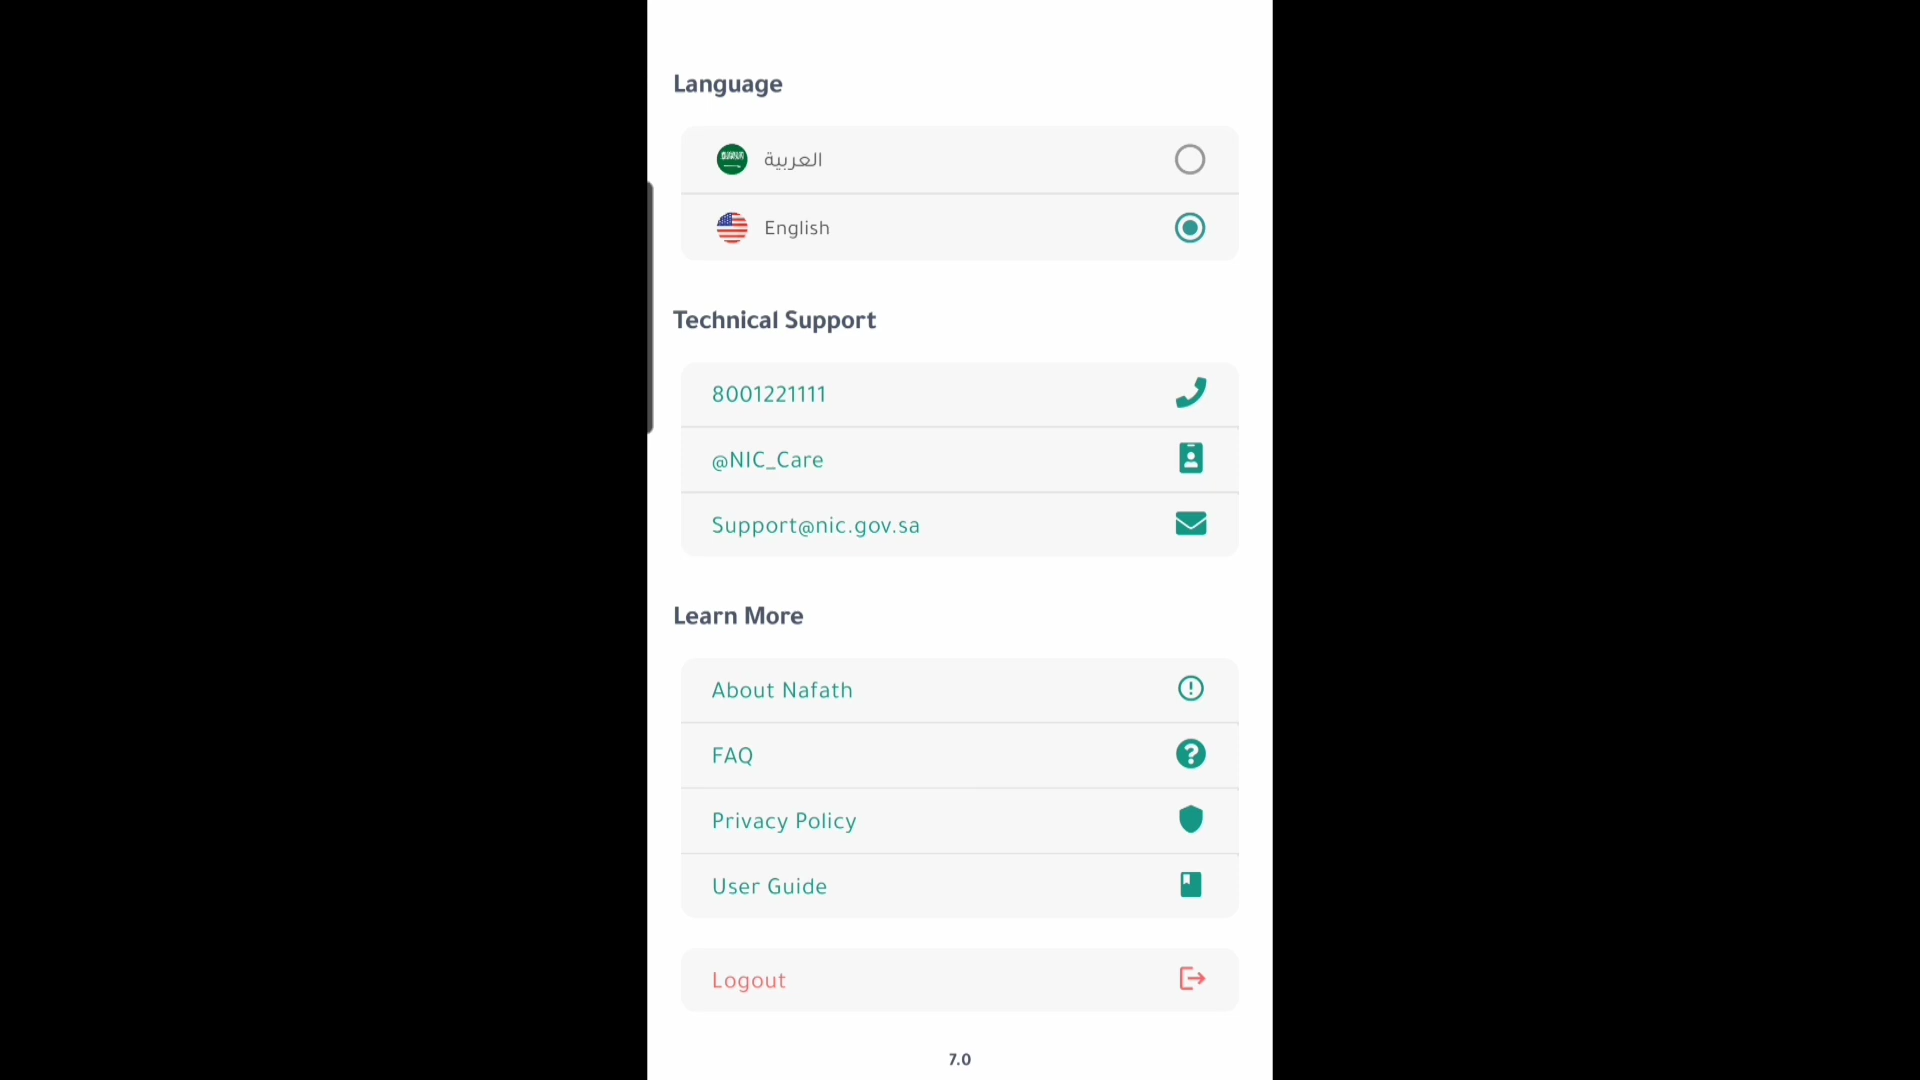 Language
العربية
English
Technical Support
8001221111
@NIC_Care
Support@nic.gov.sa
Learn More
About Nafath
FAQ
Privacy Policy
User Guide
Logout
7.0